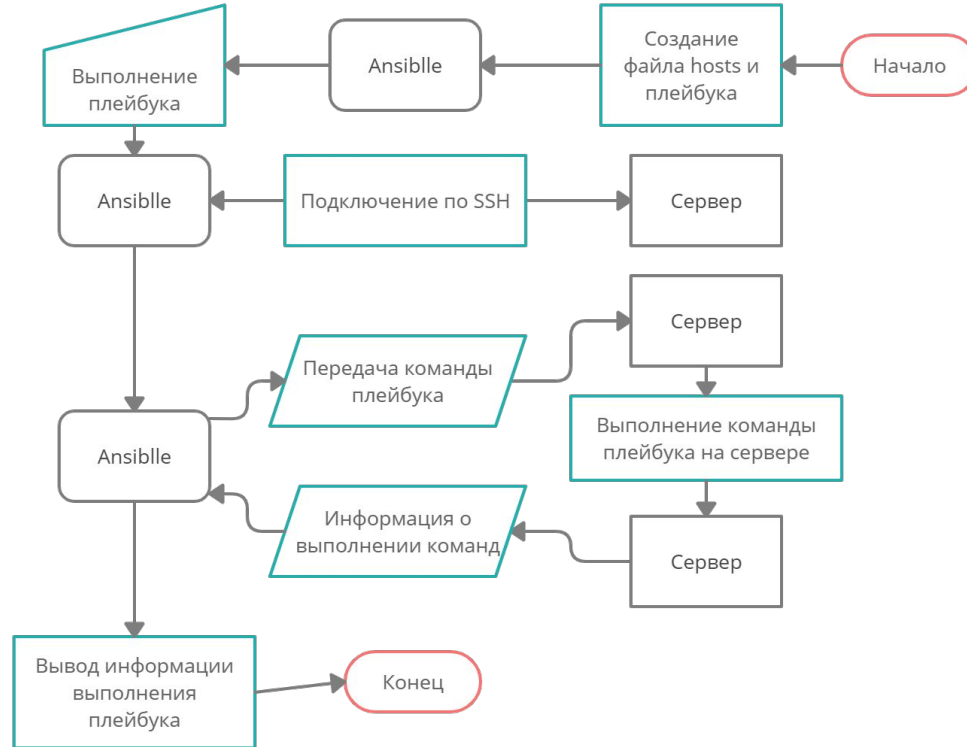 Выполнение
плейбука
Ansiblle
Создание
файла hosts и
плейбука
Начало
Ansiblle
Подключение по SSH
Сервер
Сервер
Передача команды
плейбука
Выполнение команды
плейбука на сервере
Ansiblle
Информация о
выполнении команд
Сервер
Вывод информации
выполнения
плейбука
Конец